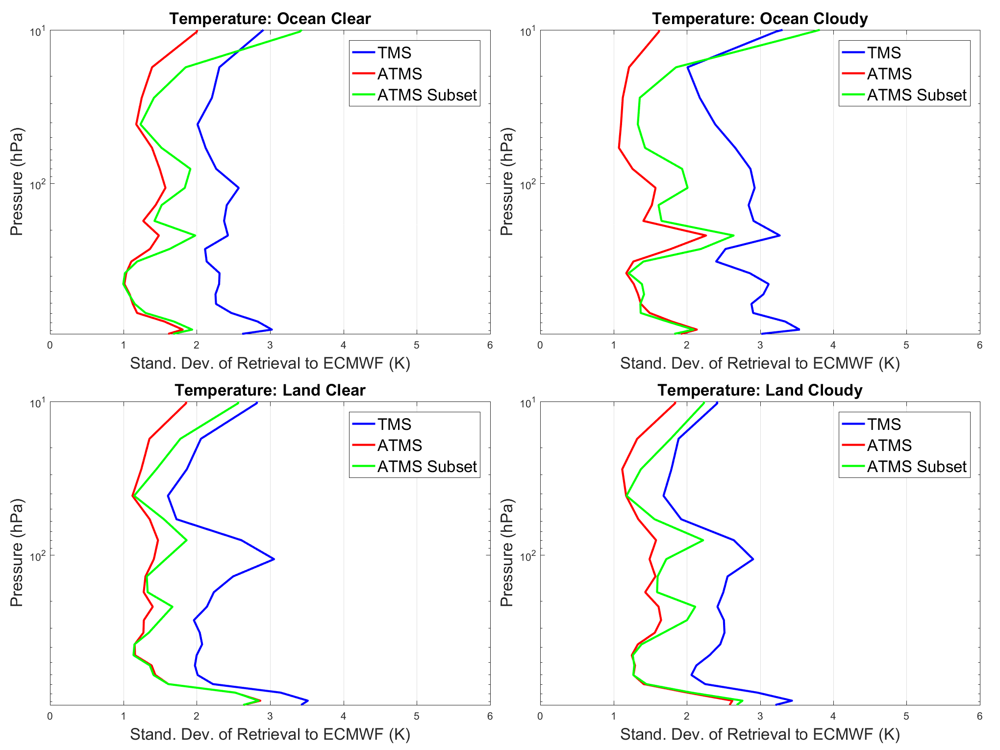 Temperature: Ocean Clear
10^1
10^2
Pressure (hPa)
TMS
ATMS
ATMS Subset
0 1 2 3 4 5 6
Stand. Dev. of Retrieval to ECMWF (K)
Temperature: Ocean Cloudy
10^1
10^2
Pressure (hPa)
TMS
ATMS
ATMS Subset
0 1 2 3 4 5 6
Stand. Dev. of Retrieval to ECMWF (K)
Temperature: Land Clear
10^1
10^2
Pressure (hPa)
TMS
ATMS
ATMS Subset
0 1 2 3 4 5 6
Stand. Dev. of Retrieval to ECMWF (K)
Temperature: Land Cloudy
10^1
10^2
Pressure (hPa)
TMS
ATMS
ATMS Subset
0 1 2 3 4 5 6
Stand. Dev. of Retrieval to ECMWF (K)